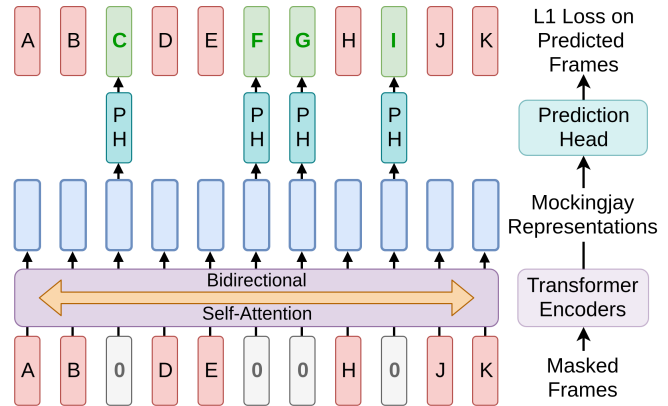 A B C D E F G H I J K
L1 Loss on
Predicted
Frames
P P P P
H H H H
Prediction
Head
Mockingjay
Representations
Bidirectional
Self-Attention
Transformer
Encoders
A B 0 D E 0 0 H 0 J K
Masked
Frames